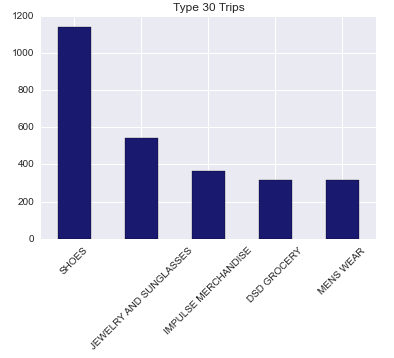 Type 30 Trips
1200
1000
800
600
400
200
0
SHOES
JEWELRY AND SUNGLASSES
IMPULSE MERCHANDISE
DSD GROCERY
MENS WEAR